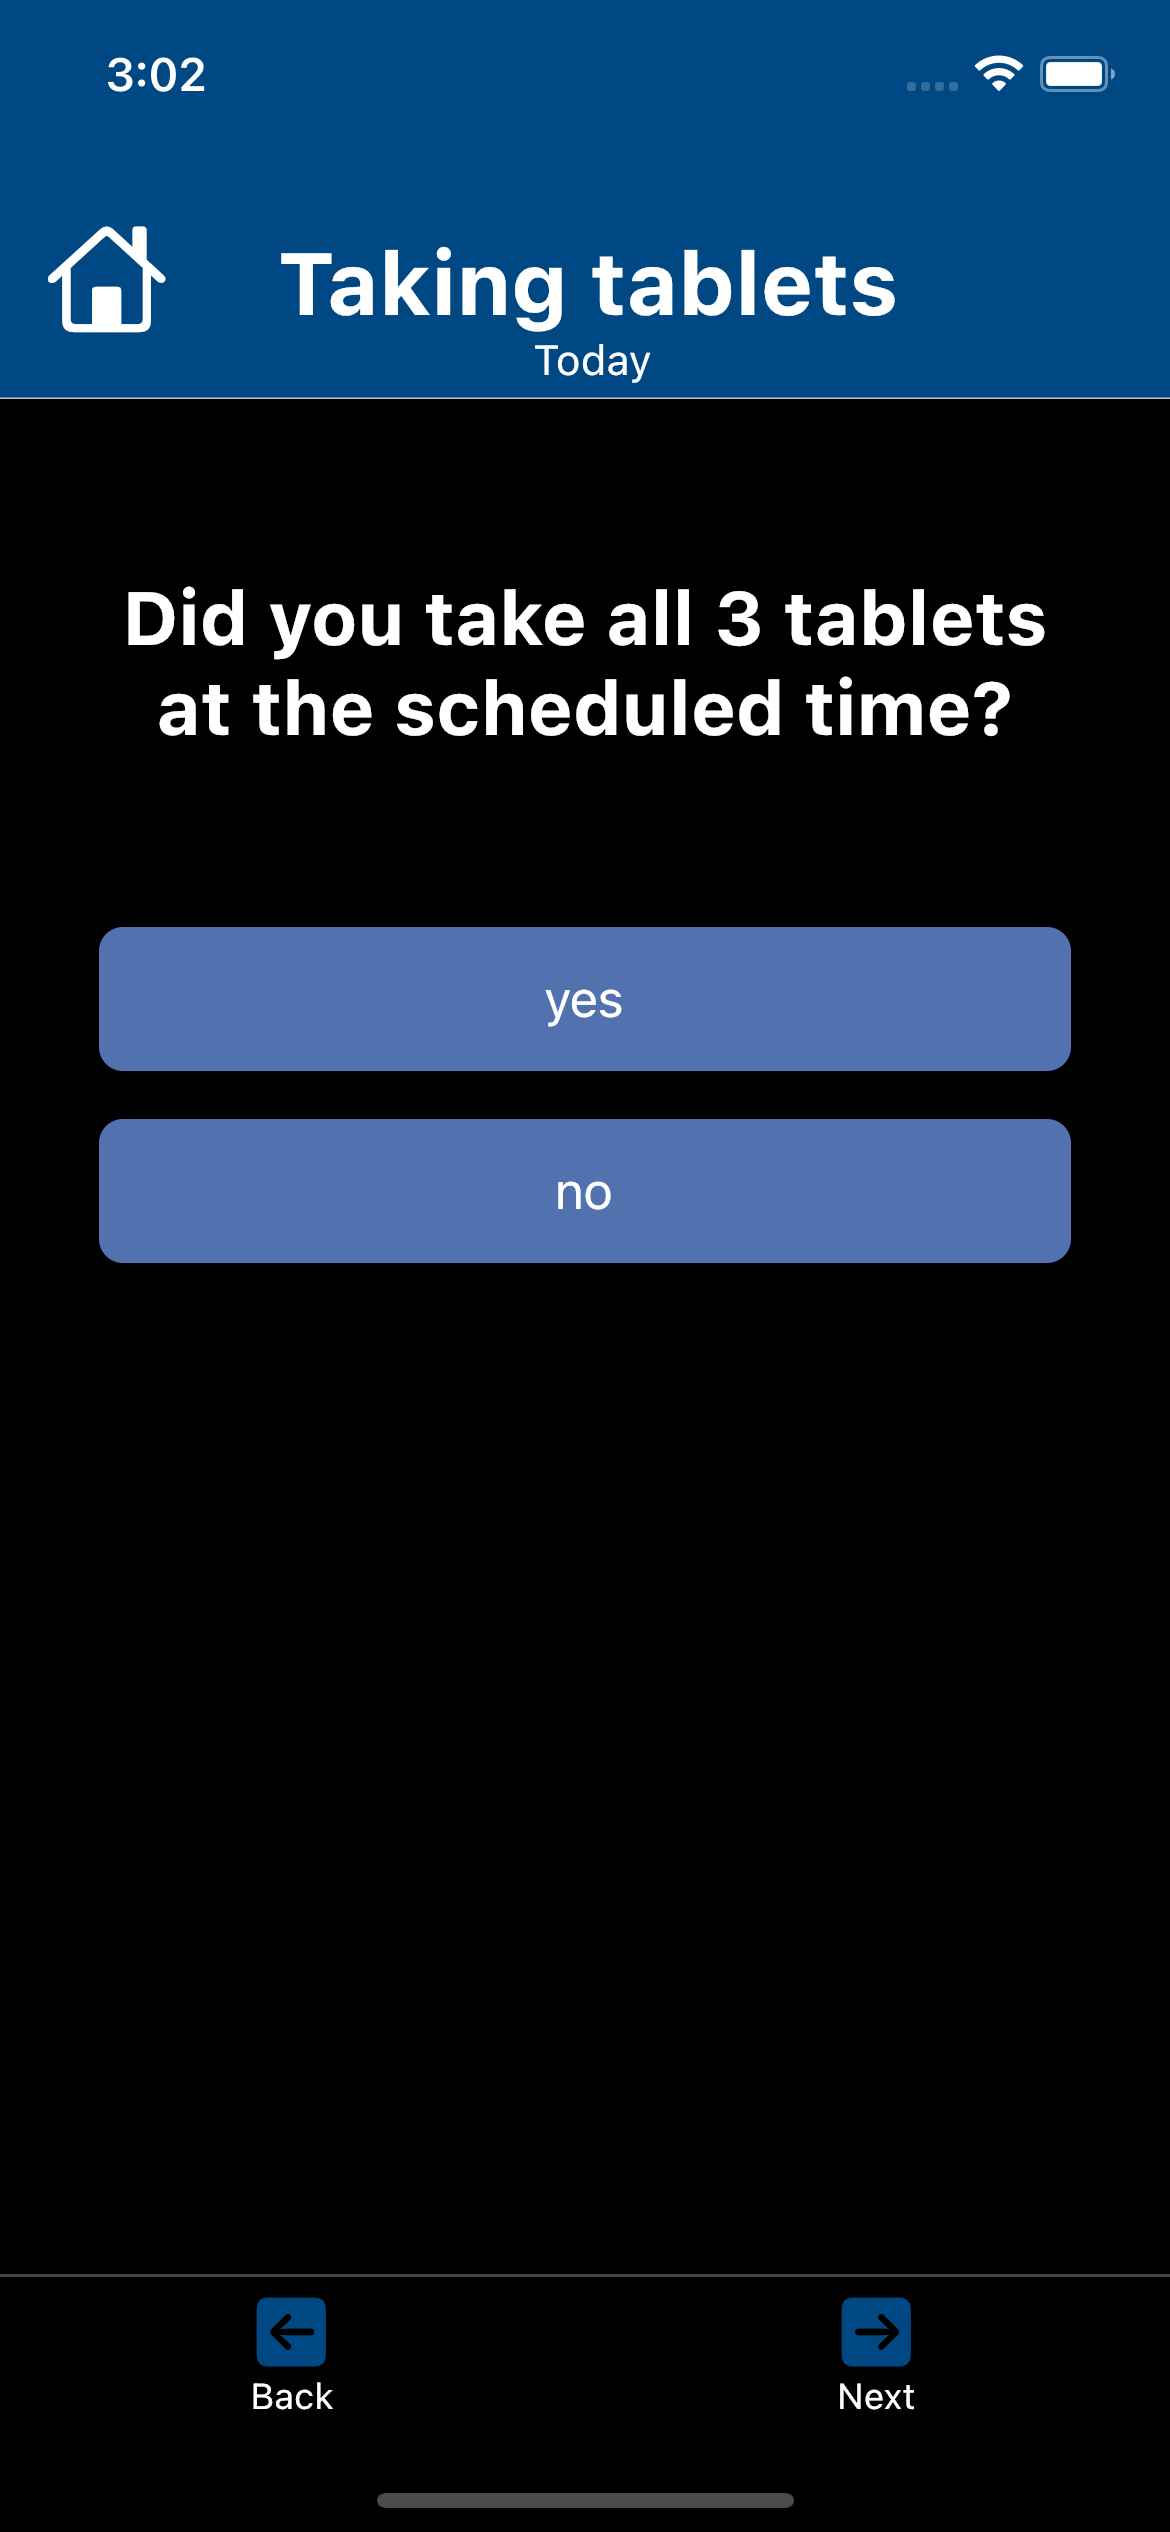 3:02
Taking tablets
Today
Did you take all 3 tablets
at the scheduled time?
yes
no
Back
Next